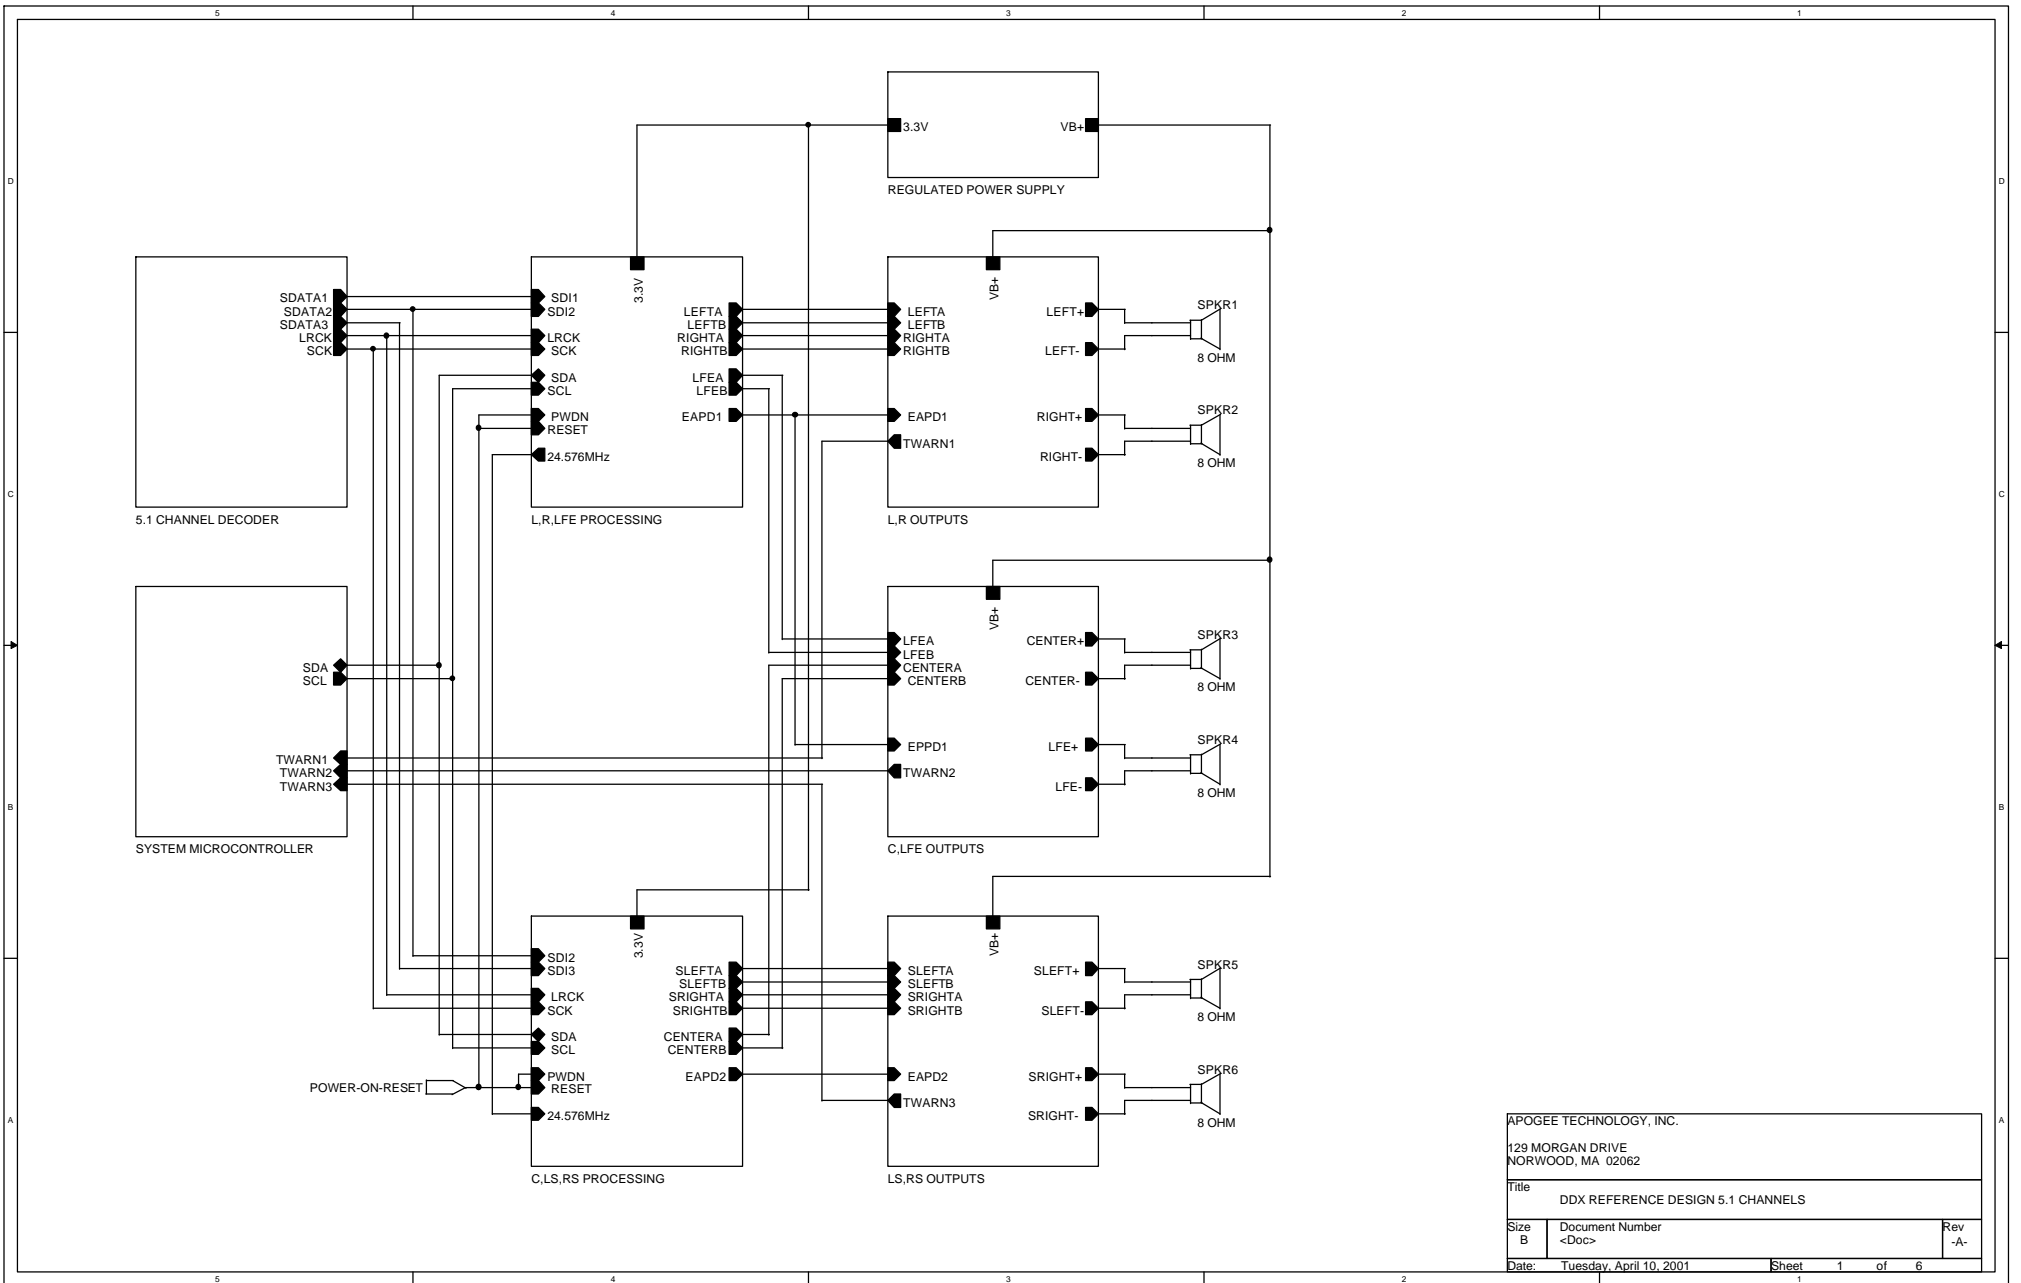 5 4 3 2 1
D D
C C
B B
A A
3.3V VB+
REGULATED POWER SUPPLY
SDATA1
SDATA2
SDATA3
LRCK
SCK
5.1 CHANNEL DECODER
3.3V
SDI1
SDI2
LRCK
SCK
SDA
SCL
PWDN
RESET
24.576MHz
LEFTA
LEFTB
RIGHTA
RIGHTB
LFEA
LFEB
EAPD1
L,R,LFE PROCESSING
VB+
LEFTA
LEFTB
RIGHTA
RIGHTB
EAPD1
TWARN1
LEFT+
LEFT-
RIGHT+
RIGHT-
L,R OUTPUTS
SPKR1
8 OHM
SPKR2
8 OHM
SDA
SCL
TWARN1
TWARN2
TWARN3
SYSTEM MICROCONTROLLER
VB+
LFEA
LFEB
CENTERA
CENTERB
EPPD1
TWARN2
CENTER+
CENTER-
LFE+
LFE-
C,LFE OUTPUTS
SPKR3
8 OHM
SPKR4
8 OHM
POWER-ON-RESET
3.3V
SDI2
SDI3
LRCK
SCK
SDA
SCL
PWDN
RESET
24.576MHz
SLEFTA
SLEFTB
SRIGHTA
SRIGHTB
CENTERA
CENTERB
EAPD2
C,LS,RS PROCESSING
VB+
SLEFTA
SLEFTB
SRIGHTA
SRIGHTB
EAPD2
TWARN3
SLEFT+
SLEFT-
SRIGHT+
SRIGHT-
LS,RS OUTPUTS
SPKR5
8 OHM
SPKR6
8 OHM
APOGEE TECHNOLOGY, INC.
129 MORGAN DRIVE
NORWOOD, MA 02062
Title
DDX REFERENCE DESIGN 5.1 CHANNELS
Size Document Number Rev
B <Doc> -A-
Date: Tuesday, April 10, 2001 Sheet 1 of 6
5 4 3 2 1